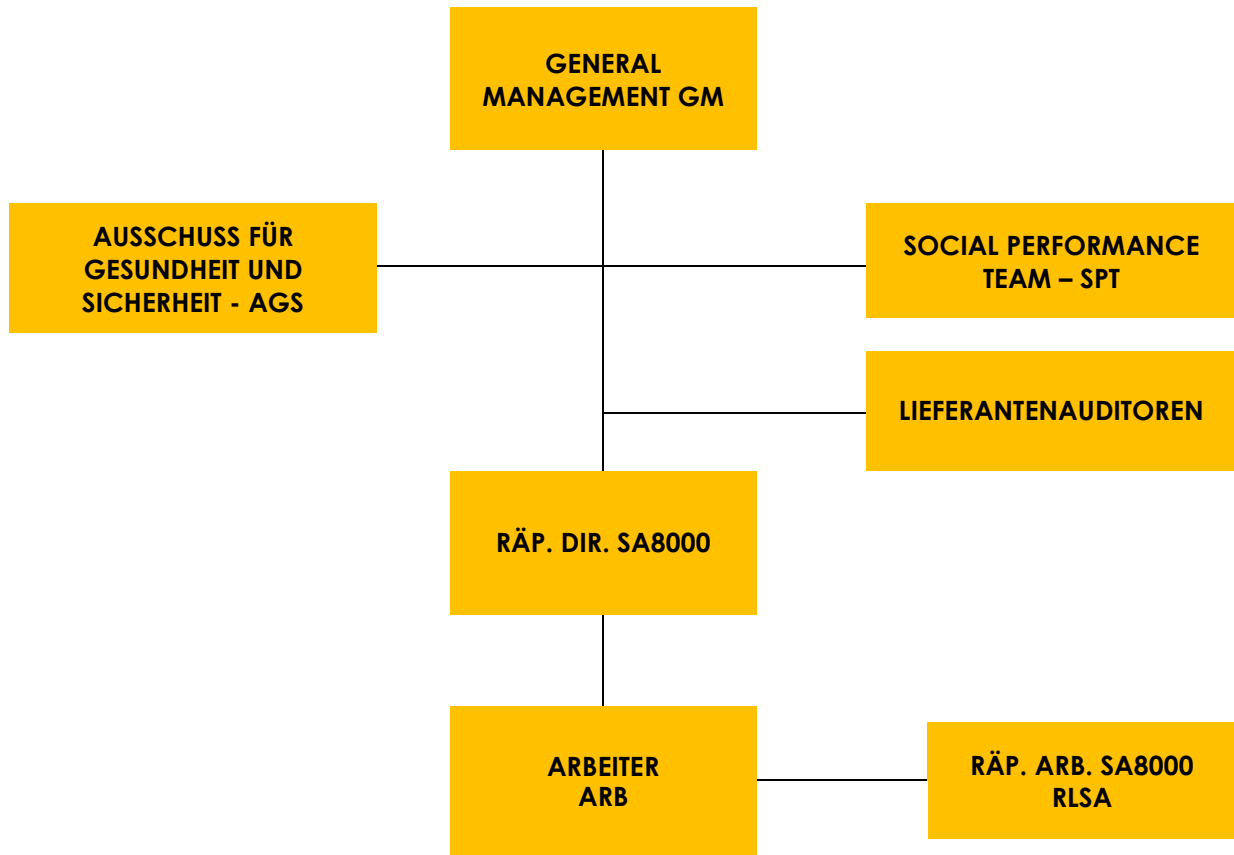 GENERAL
MANAGEMENT GM
AUSSCHUSS FÜR
GESUNDHEIT UND
SICHERHEIT - AGS
SOCIAL PERFORMANCE
TEAM – SPT
LIEFERANTENAUDITOREN
RÄP. DIR. SA8000
ARBEITER
ARB
RÄP. ARB. SA8000
RLSA